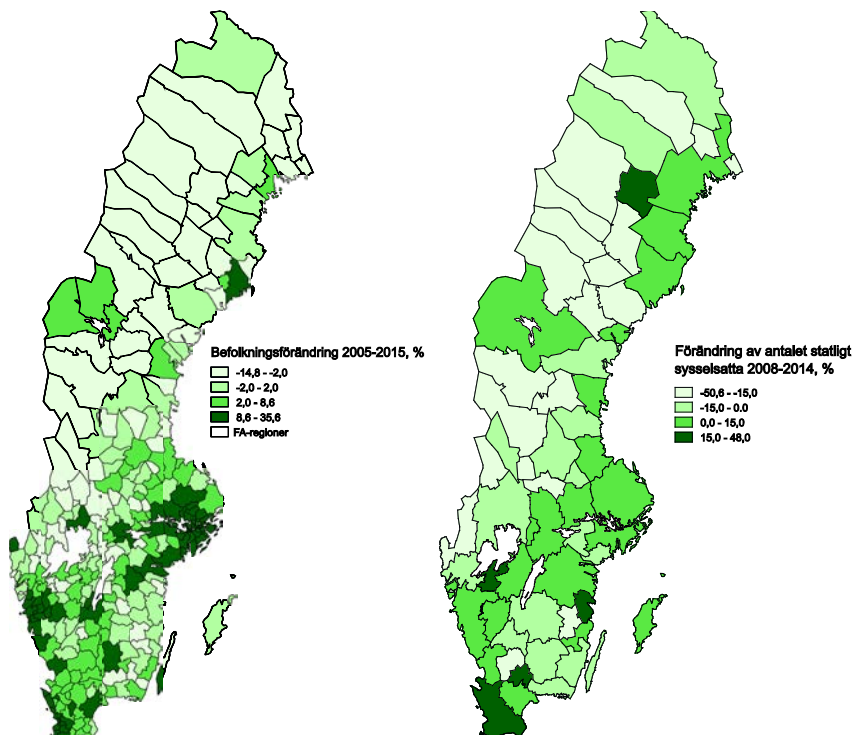 Befolkningsförändring 2005-2015, %
-14,8 - -2,0
-2,0 - 2,0
2,0 - 8,6
8,6 - 35,6
FA-regioner
Förändring av antalet statligt
sysselsatta 2008-2014, %
-50,6 - -15,0
-15,0 - 0.0
0,0 - 15,0
15,0 - 48,0